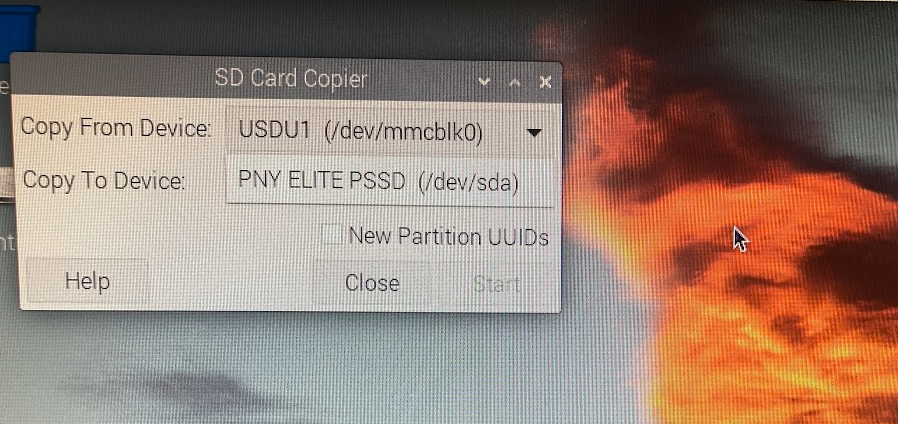 SD Card Copier
Copy From Device: USDU1 (/dev/mmcblk0)
Copy To Device: PNY ELITE PSSD (/dev/sda)
New Partition UUIDs
Help Close Start